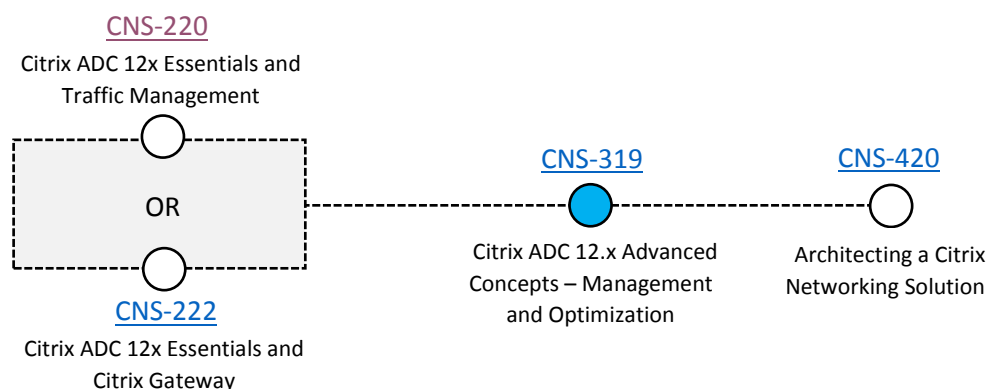 CNS-220
Citrix ADC 12x Essentials and
Traffic Management
OR
CNS-222
Citrix ADC 12x Essentials and
Citrix Gateway
CNS-319
Citrix ADC 12.x Advanced
Concepts – Management
and Optimization
CNS-420
Architecting a Citrix
Networking Solution